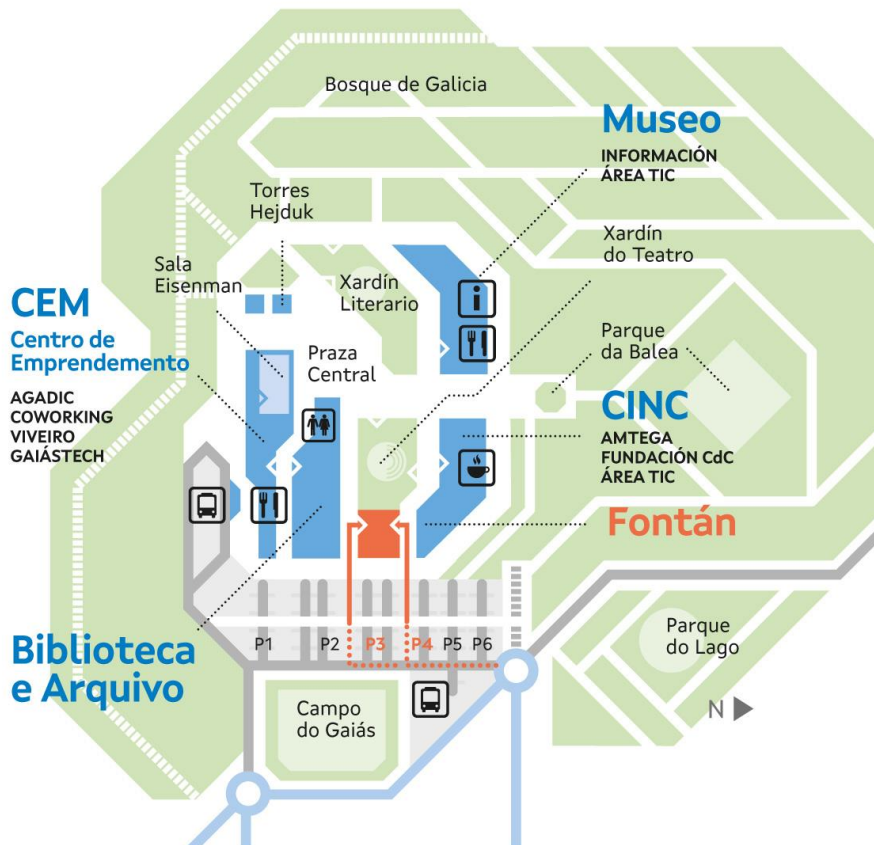 Bosque de Galicia
Museo
INFORMACIÓN
ÁREA TIC
Torres
Hejduk
Xardín
do Teatro
Sala
Eisenman
Xardín
Literario
CEM
Centro de
Emprendemento
AGADIC
COWORKING
VIVEIRO
GAIÁSTECH
Praza
Central
Parque
da Balea
CINC
AMTEGA
FUNDACIÓN CdC
ÁREA TIC
Fontán
P1 P2 P3 P4 P5 P6
Biblioteca
e Arquivo
Parque
do Lago
Campo
do Gaiás
N